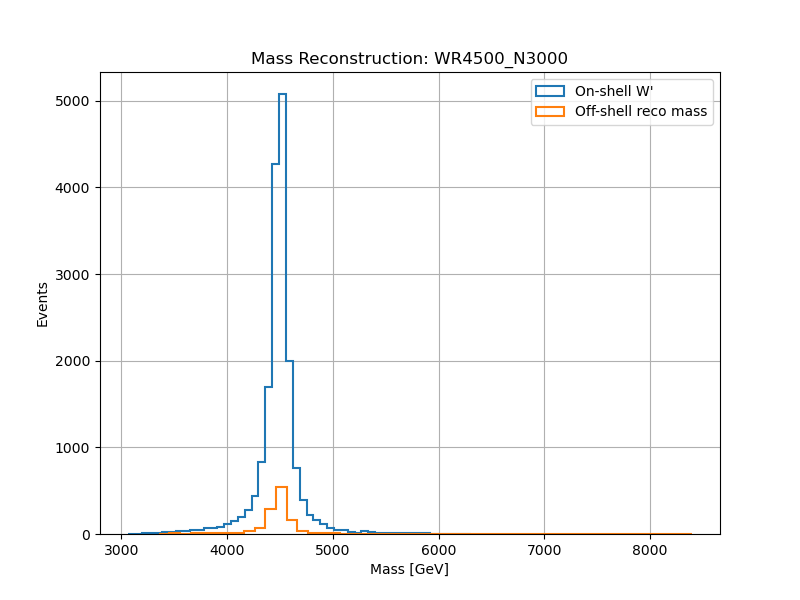 Mass Reconstruction: WR4500_N3000
On-shell W'
Off-shell reco mass
5000
4000
3000
2000
1000
0
Events
3000 4000 5000 6000 7000 8000
Mass [GeV]